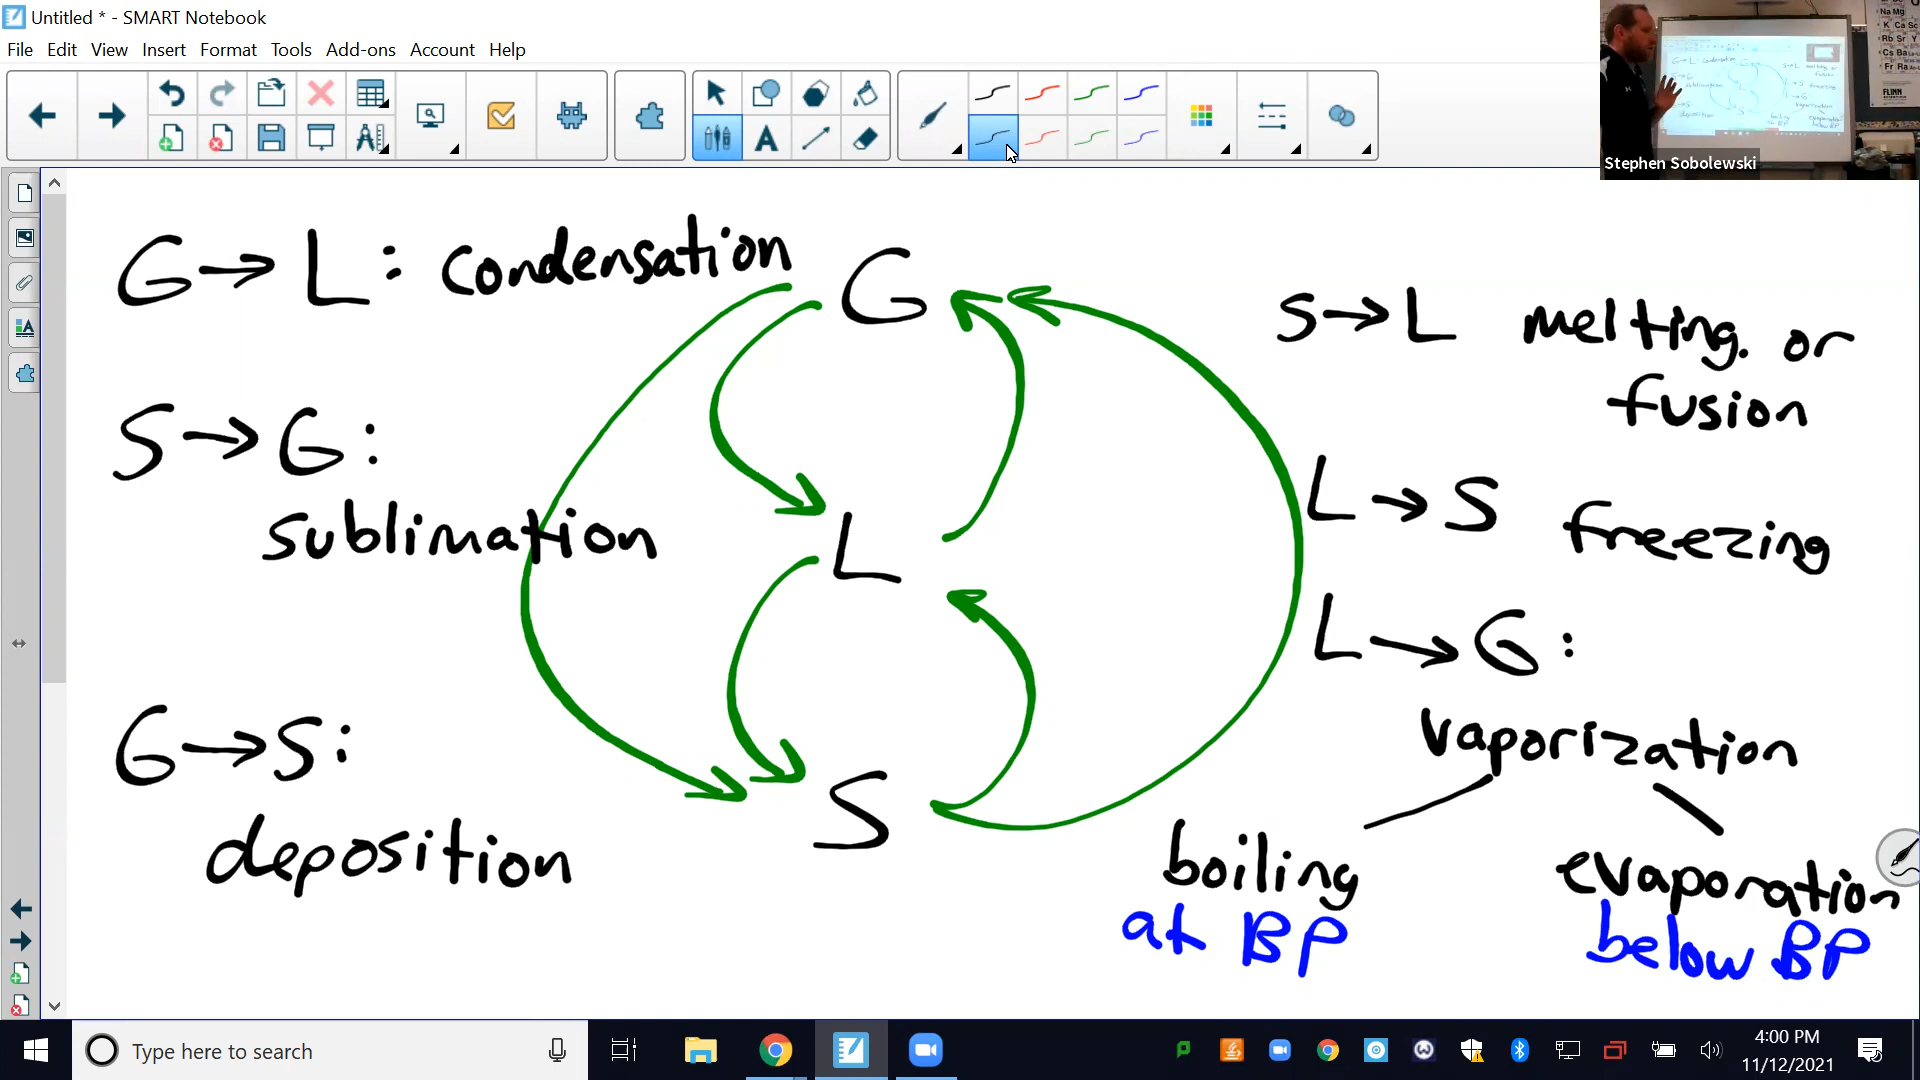 Untitled * - SMART Notebook
File Edit View Insert Format Tools Add-ons Account Help
Stephen Sobolewski
G → L : condensation
G
S → L melting. or
fusion
S → G :
sublimation
L → S freezing
L
L → G :
vaporization
G → S :
deposition
S
boiling
at BP
evaporation
below BP
Type here to search
4:00 PM
11/12/2021